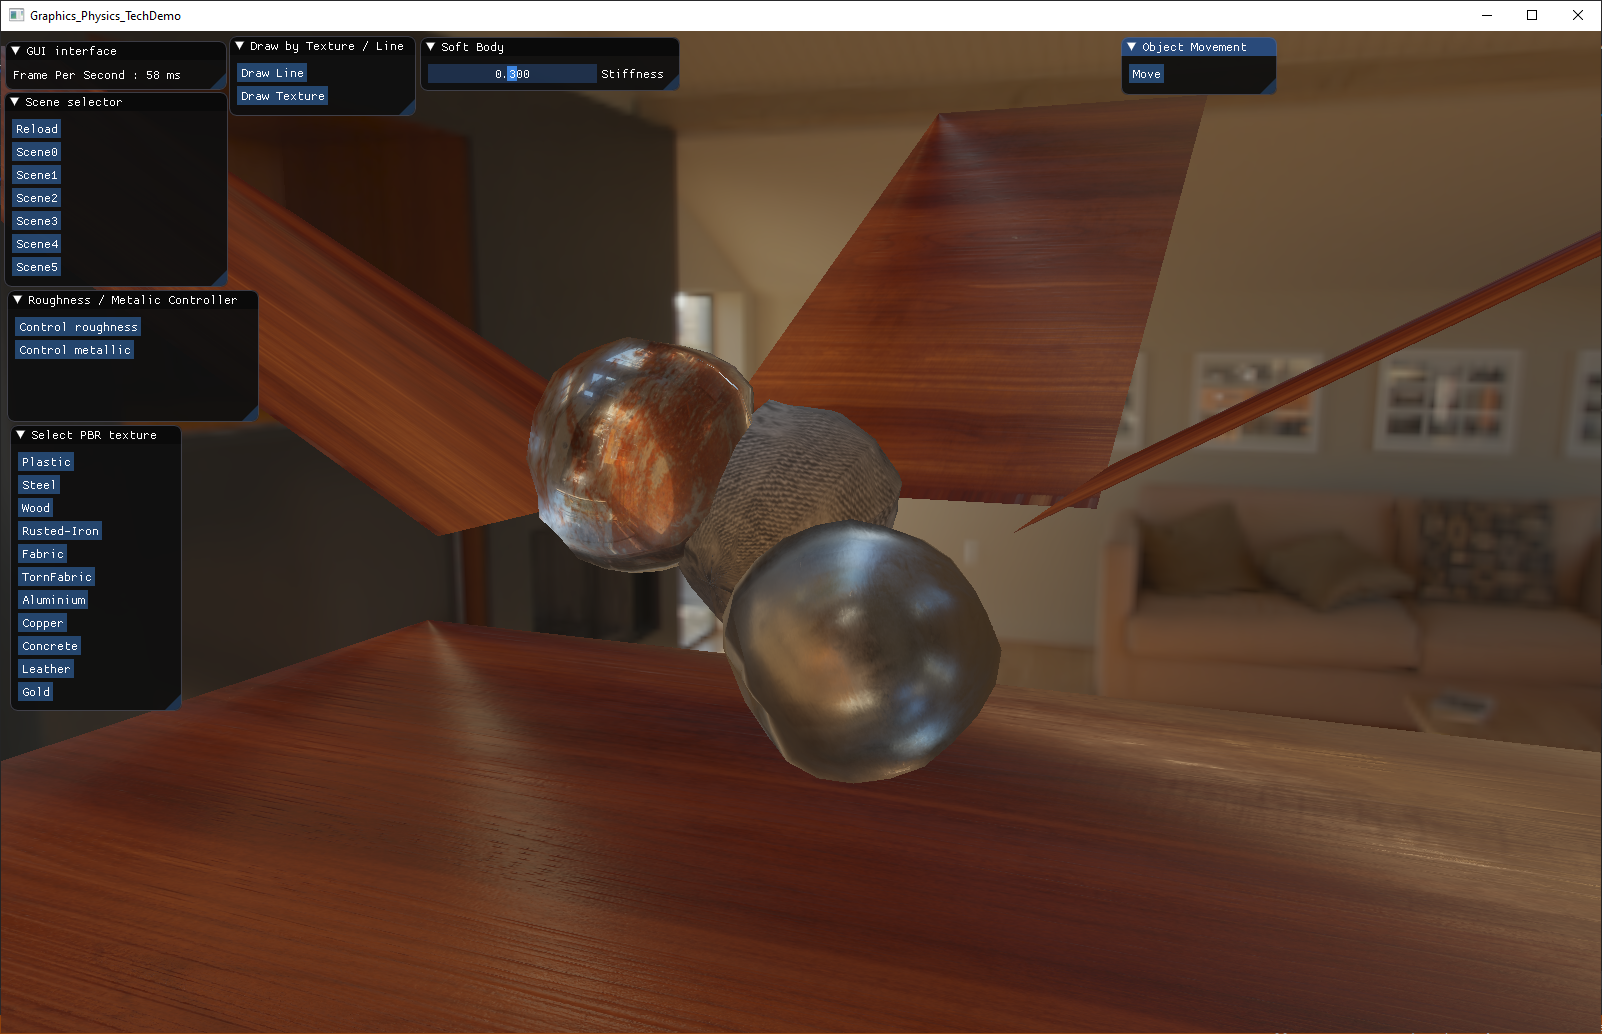 Graphics_Physics_TechDemo
GUI interface
Frame Per Second : 58 ms
Draw by Texture / Line
Draw Line
Draw Texture
Soft Body
0.300 Stiffness
Object Movement
Move
Scene selector
Reload
Scene0
Scene1
Scene2
Scene3
Scene4
Scene5
Roughness / Metalic Controller
Control roughness
Control metallic
Select PBR texture
Plastic
Steel
Wood
Rusted-Iron
Fabric
TornFabric
Aluminium
Copper
Concrete
Leather
Gold